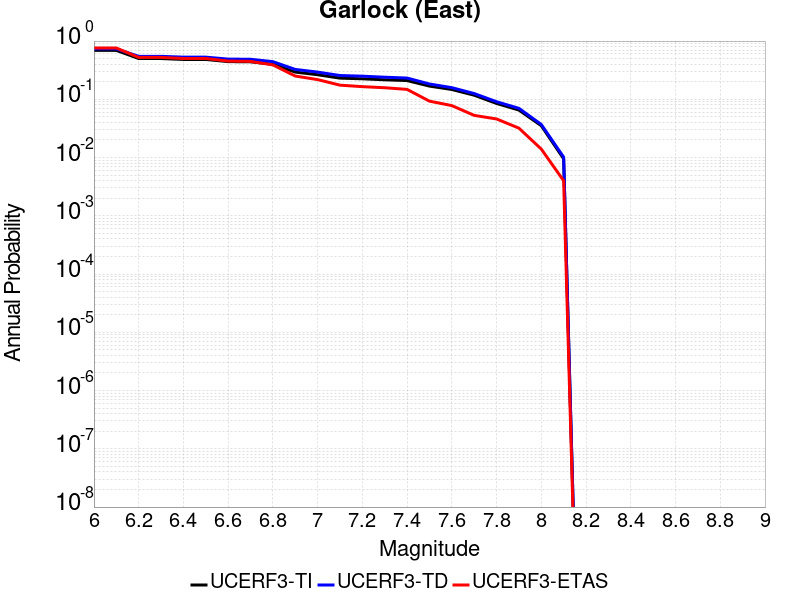 Garlock (East)
10^0
10^-1
10^-2
10^-3
10^-4
10^-5
10^-6
10^-7
10^-8
Annual Probability
6 6.2 6.4 6.6 6.8 7 7.2 7.4 7.6 7.8 8 8.2 8.4 8.6 8.8 9
Magnitude
UCERF3-TI UCERF3-TD UCERF3-ETAS